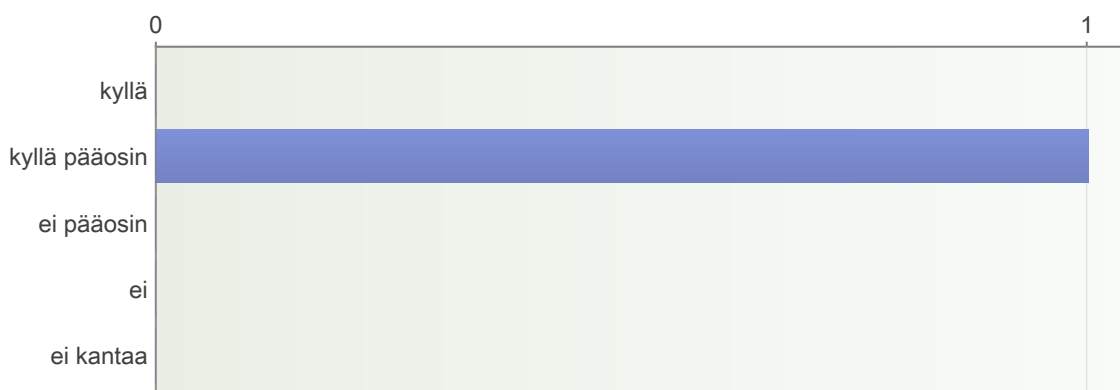 0 1
kyllä
kyllä pääosin
ei pääosin
ei
ei kantaa